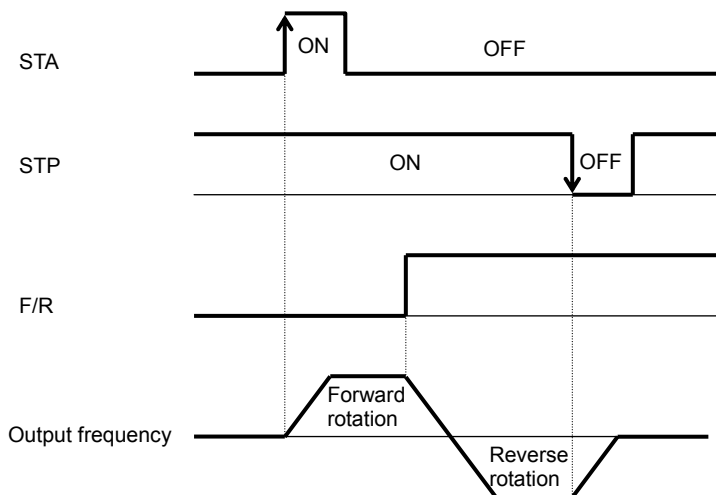 STA
ON
OFF
STP
ON
OFF
F/R
Output frequency
Forward
rotation
Reverse
rotation